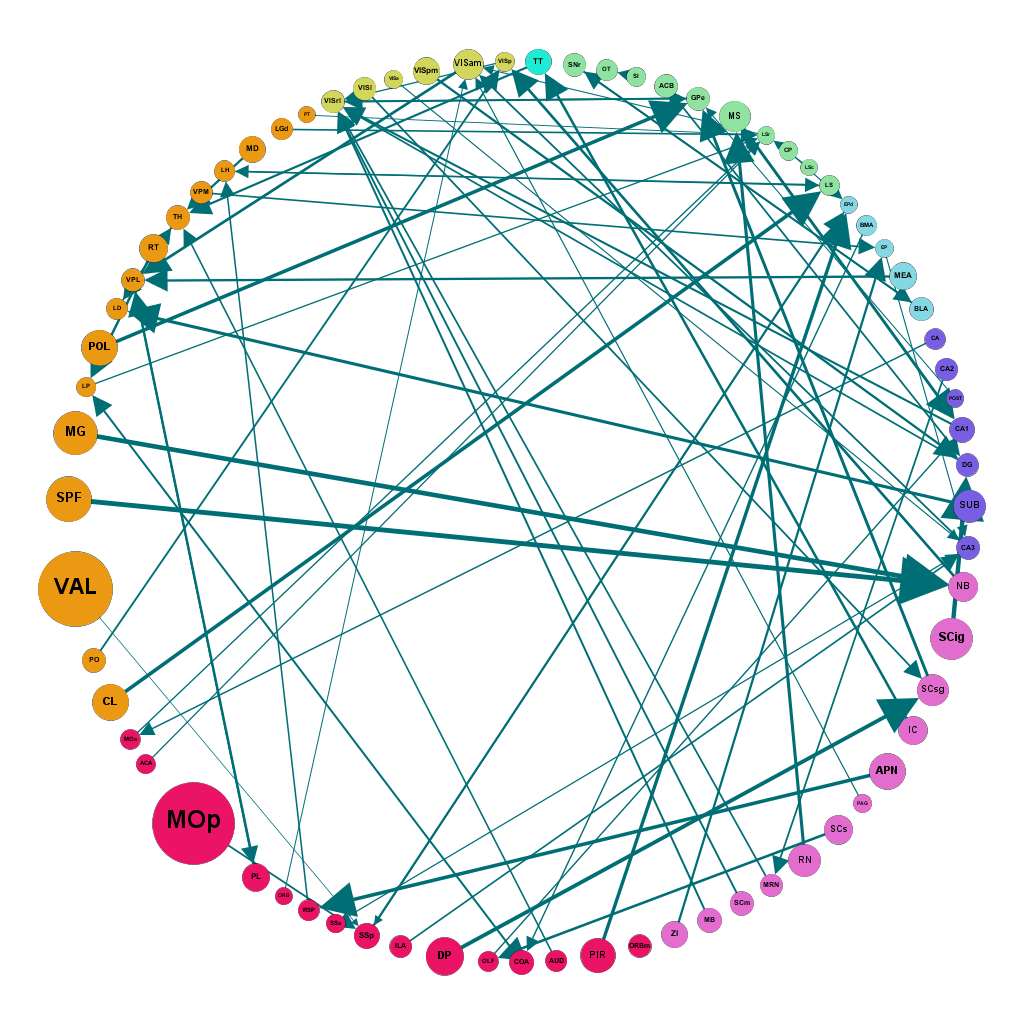 TT
SNr
OT
SI
ACB
GPe
MS
LSr
CP
LSc
LS
EPd
BMA
EP
MEA
BLA
CA
CA2
POST
CA1
DG
SUB
CA3
NB
SCig
SCsg
IC
APN
PAG
SCs
RN
MRN
SCm
MB
ZI
ORBm
PIR
AUD
COA
OLF
DP
ILA
SSp
SSs
RSP
ORB
PL
MOp
ACA
MOs
CL
PO
VAL
SPF
MG
LP
POL
LD
VPL
RT
TH
VPM
LH
MD
LGd
PT
VISrl
VISl
VISa
VISpm
VISam
VISp